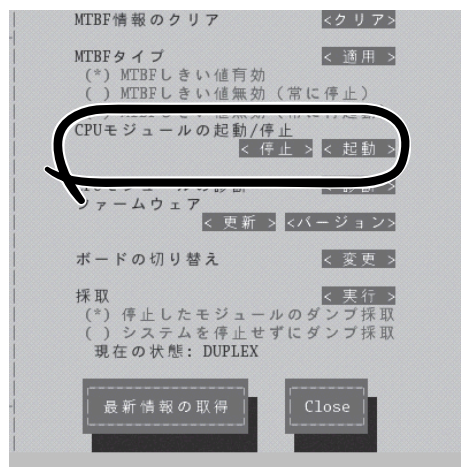 MTBF情報のクリア <クリア>
MTBFタイプ < 適用 >
(*) MTBFしきい値有効
( ) MTBFしきい値無効（常に停止）
CPUモジュールの起動/停止
< 停止 > < 起動 >
ファームウェア
< 更新 > <バージョン>
ボードの切り替え < 変更 >
採取 < 実行 >
(*) 停止したモジュールのダンプ採取
( ) システムを停止せずにダンプ採取
現在の状態: DUPLEX
最新情報の取得 Close